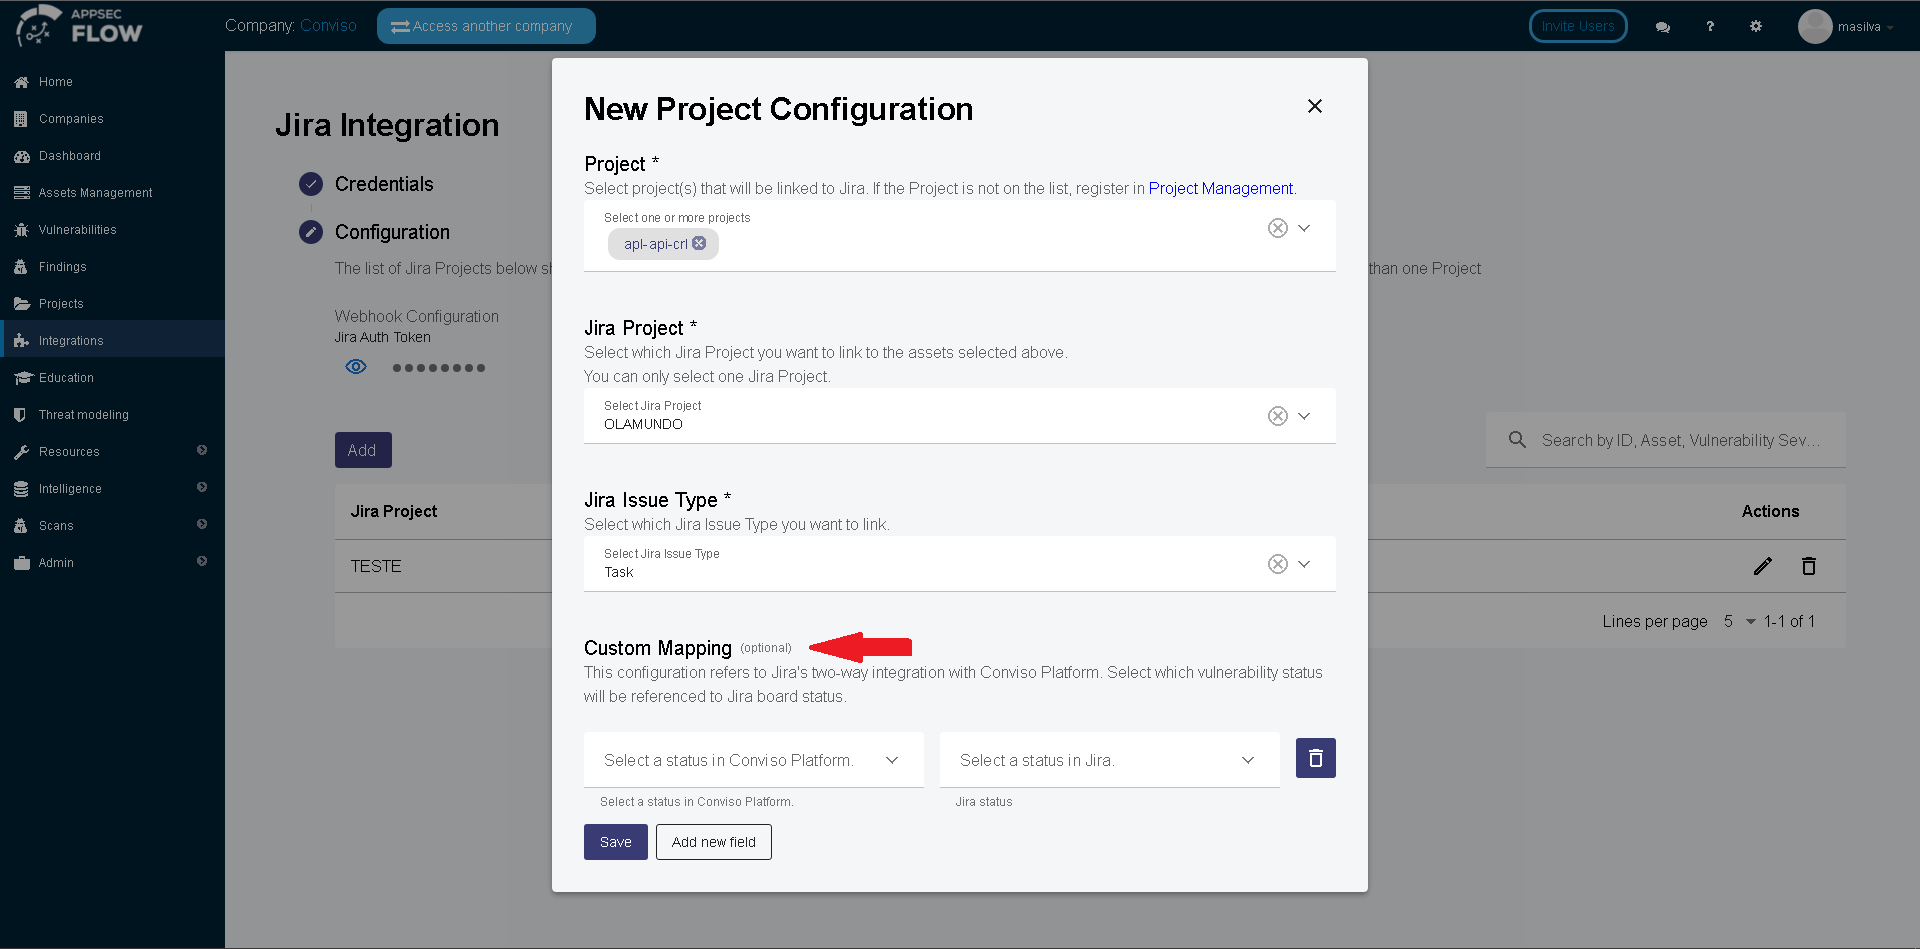 APPSEC
FLOW
Company: Conviso
Access another company
Invite Users
?
masilva
Home
Companies
Dashboard
Assets Management
Vulnerabilities
Findings
Projects
Integrations
Education
Threat modeling
Resources
Intelligence
Scans
Admin
Jira Integration
Credentials
Configuration
The list of Jira Projects below sh
than one Project
Webhook Configuration
Jira Auth Token
Add
Search by ID, Asset, Vulnerability Sev...
Jira Project
Actions
TESTE
Lines per page 5 1-1 of 1
New Project Configuration
Project *
Select project(s) that will be linked to Jira. If the Project is not on the list, register in Project Management.
Select one or more projects
apl-api-crl
Jira Project *
Select which Jira Project you want to link to the assets selected above.
You can only select one Jira Project.
Select Jira Project
OLAMUNDO
Jira Issue Type *
Select which Jira Issue Type you want to link.
Select Jira Issue Type
Task
Custom Mapping (optional)
This configuration refers to Jira's two-way integration with Conviso Platform. Select which vulnerability status
will be referenced to Jira board status.
Select a status in Conviso Platform.
Select a status in Jira.
Select a status in Conviso Platform.
Jira status
Save
Add new field